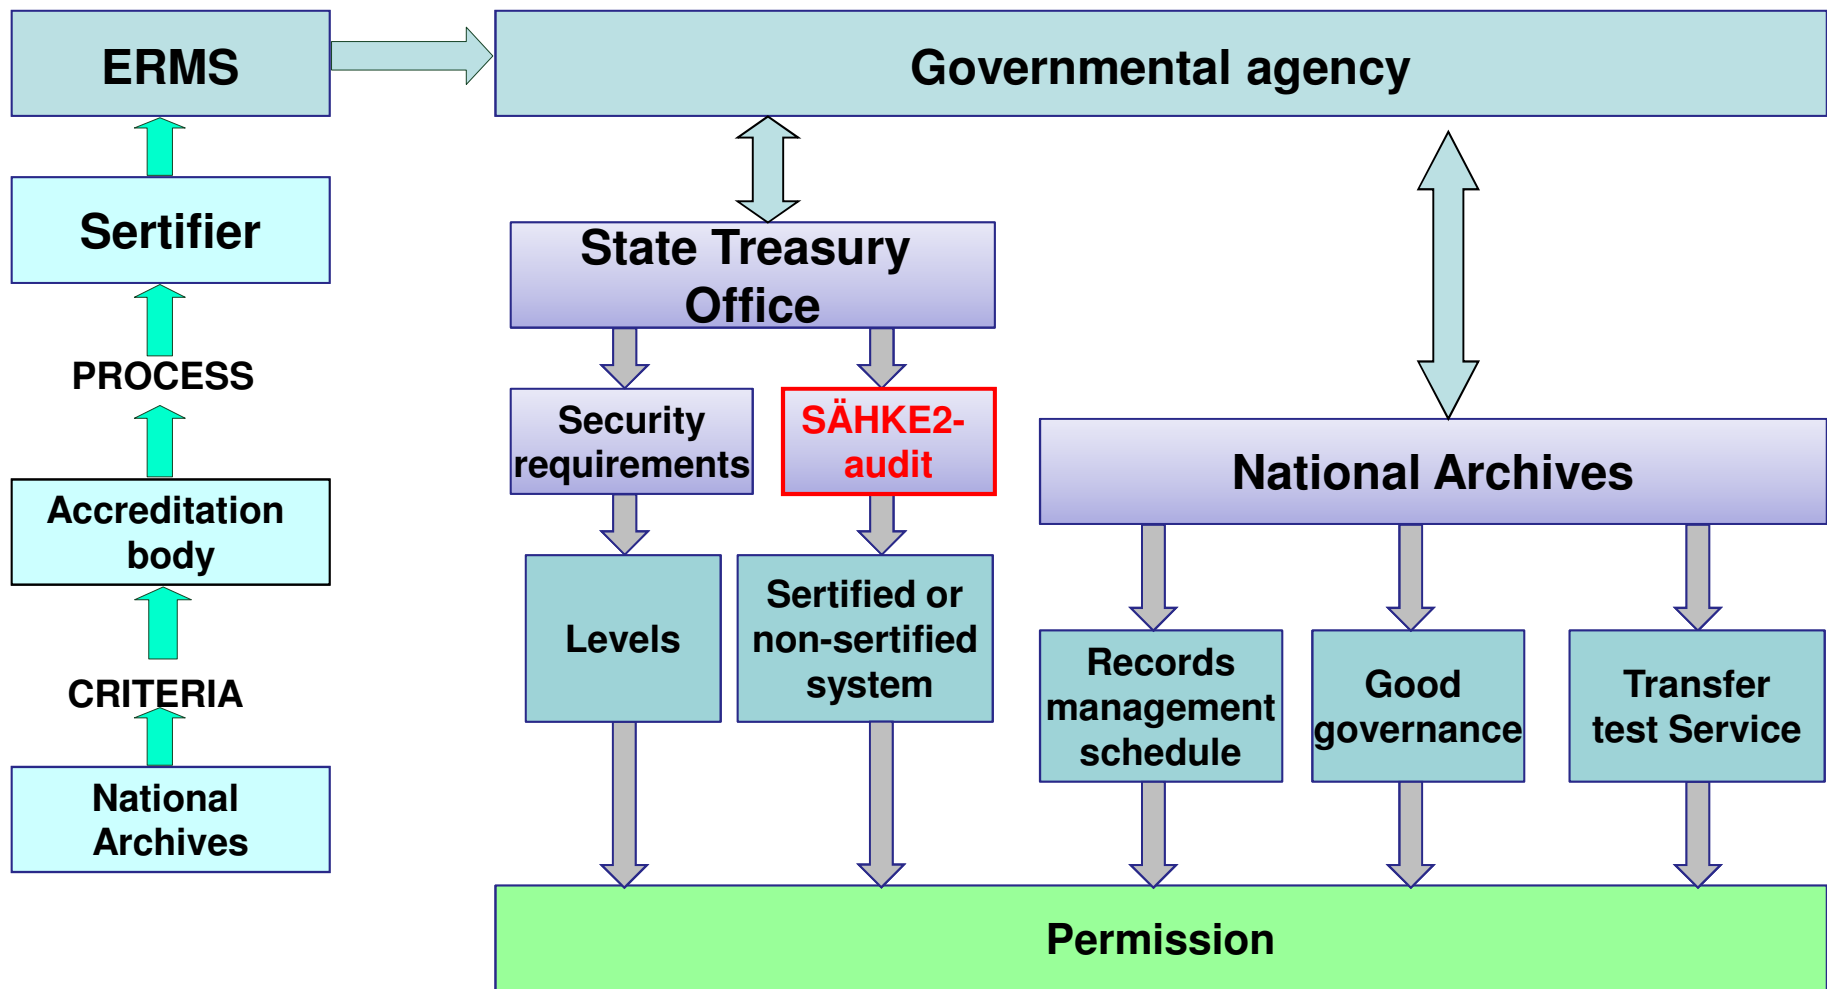 ERMS
Governmental agency
Sertifier
State Treasury
Office
PROCESS
Security
requirements
SÄHKE2-
audit
National Archives
Accreditation
body
Levels
Sertified or
non-sertified
system
Records
management
schedule
Good
governance
Transfer
test Service
CRITERIA
National
Archives
Permission